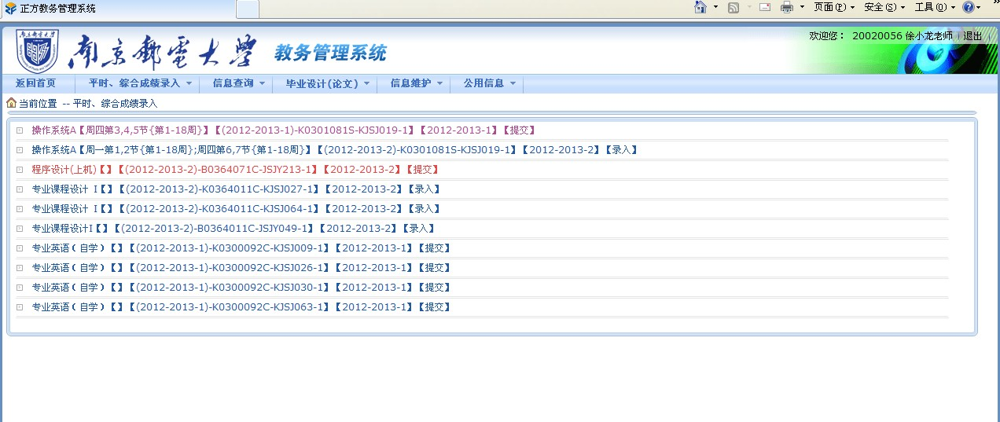 正方教务管理系统
页面(P) 安全(S) 工具(O)
欢迎您： 20020056 徐小龙老师 退出
南京邮电大学
南京郵電大學 教务管理系统
返回首页 平时、综合成绩录入 信息查询 毕业设计(论文) 信息维护 公用信息
当前位置 -- 平时、综合成绩录入
操作系统A【周四第3,4,5节{第1-18周}】【(2012-2013-1)-K0301081S-KJSJ019-1】【2012-2013-1】【提交】
操作系统A【周一第1,2节{第1-18周};周四第6,7节{第1-18周}】【(2012-2013-2)-K0301081S-KJSJ019-1】【2012-2013-2】【录入】
程序设计(上机)【】【(2012-2013-2)-B0364071C-JSJY213-1】【2012-2013-2】【提交】
专业课程设计 I【】【(2012-2013-2)-K0364011C-KJSJ027-1】【2012-2013-2】【录入】
专业课程设计 I【】【(2012-2013-2)-K0364011C-KJSJ064-1】【2012-2013-2】【录入】
专业课程设计I【】【(2012-2013-2)-B0364011C-JSJY049-1】【2012-2013-2】【录入】
专业英语（自学）【】【(2012-2013-1)-K0300092C-KJSJ009-1】【2012-2013-1】【提交】
专业英语（自学）【】【(2012-2013-1)-K0300092C-KJSJ026-1】【2012-2013-1】【提交】
专业英语（自学）【】【(2012-2013-1)-K0300092C-KJSJ030-1】【2012-2013-1】【提交】
专业英语（自学）【】【(2012-2013-1)-K0300092C-KJSJ063-1】【2012-2013-1】【提交】